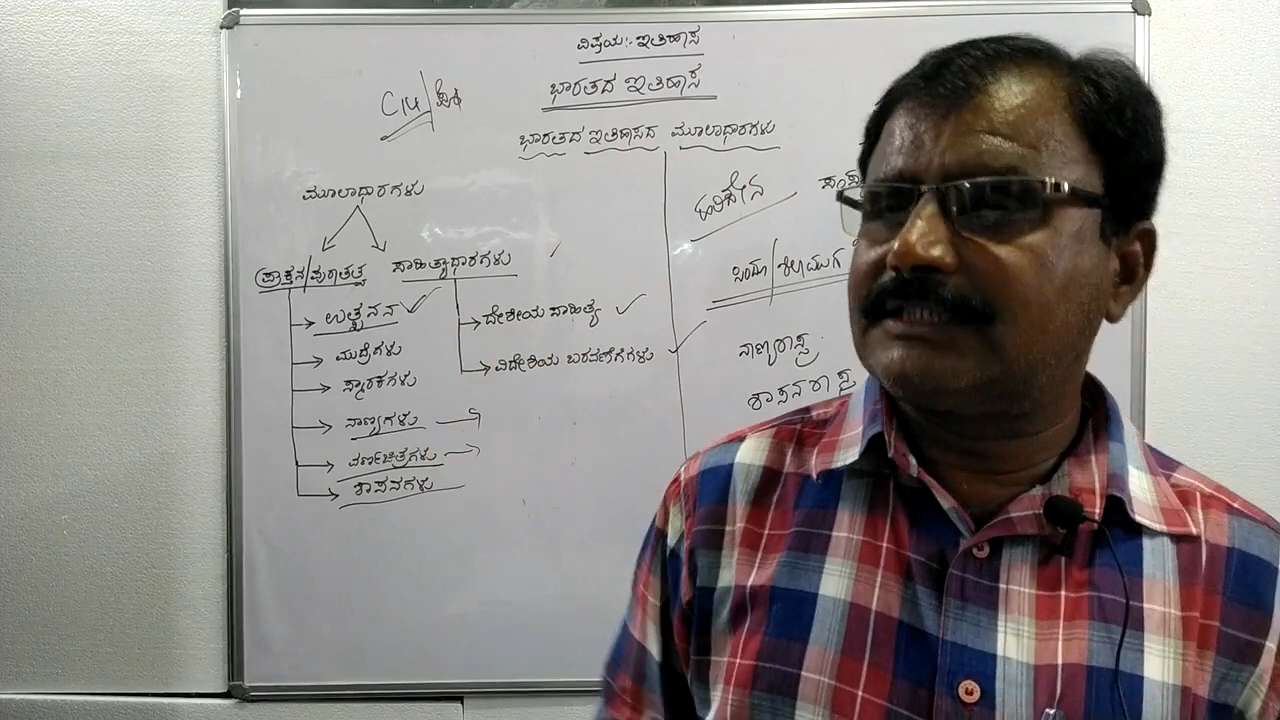 ವಿಷಯ:- ಇತಿಹಾಸ
ಭಾರತದ ಇತಿಹಾಸ
C14
ಭಾರತದ ಇತಿಹಾಸದ ಮೂಲಾಧಾರಗಳು
ಮೂಲಾಧಾರಗಳು
ಪ್ರಾಕ್ತನ/ಪುರಾತತ್ವ ಸಾಹಿತ್ಯಾಧಾರಗಳು
ಉತ್ಖನನ
ಮುದ್ರೆಗಳು
ಸ್ಮಾರಕಗಳು
ನಾಣ್ಯಗಳು
ವರ್ಣಚಿತ್ರಗಳು
ಶಾಸನಗಳು
ದೇಶೀಯ ಸಾಹಿತ್ಯ
ವಿದೇಶಿಯ ಬರವಣಿಗೆಗಳು
ನಾಣ್ಯಶಾಸ್ತ್ರ
ಶಾಸನಶಾಸ್ತ್ರ